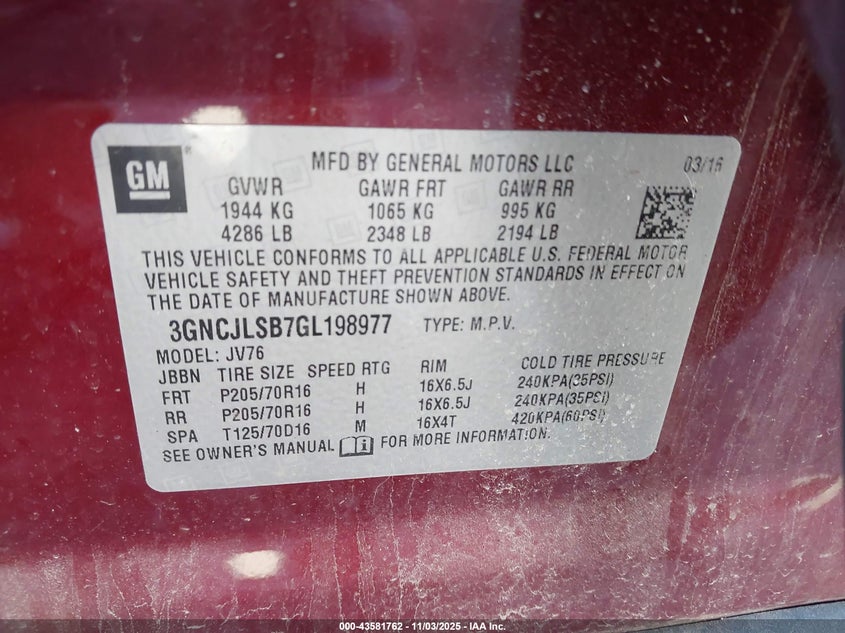 GM ®
MFD BY GENERAL MOTORS LLC 03/16
GVWR GAWR FRT GAWR RR
1944 KG 1065 KG 995 KG
4286 LB 2348 LB 2194 LB
THIS VEHICLE CONFORMS TO ALL APPLICABLE U.S. FEDERAL MOTOR
VEHICLE SAFETY AND THEFT PREVENTION STANDARDS IN EFFECT ON
THE DATE OF MANUFACTURE SHOWN ABOVE.
3GNCJLSB7GL198977 TYPE: M.P.V.
MODEL: JV76
JBBN TIRE SIZE SPEED RTG RIM COLD TIRE PRESSURE
FRT P205/70R16 H 16X6.5J 240KPA(35PSI)
RR P205/70R16 H 16X6.5J 240KPA(35PSI)
SPA T125/70D16 M 16X4T 420KPA(60PSI)
SEE OWNER'S MANUAL i FOR MORE INFORMATION.
000-43581762 - 11/03/2025 - IAA Inc.